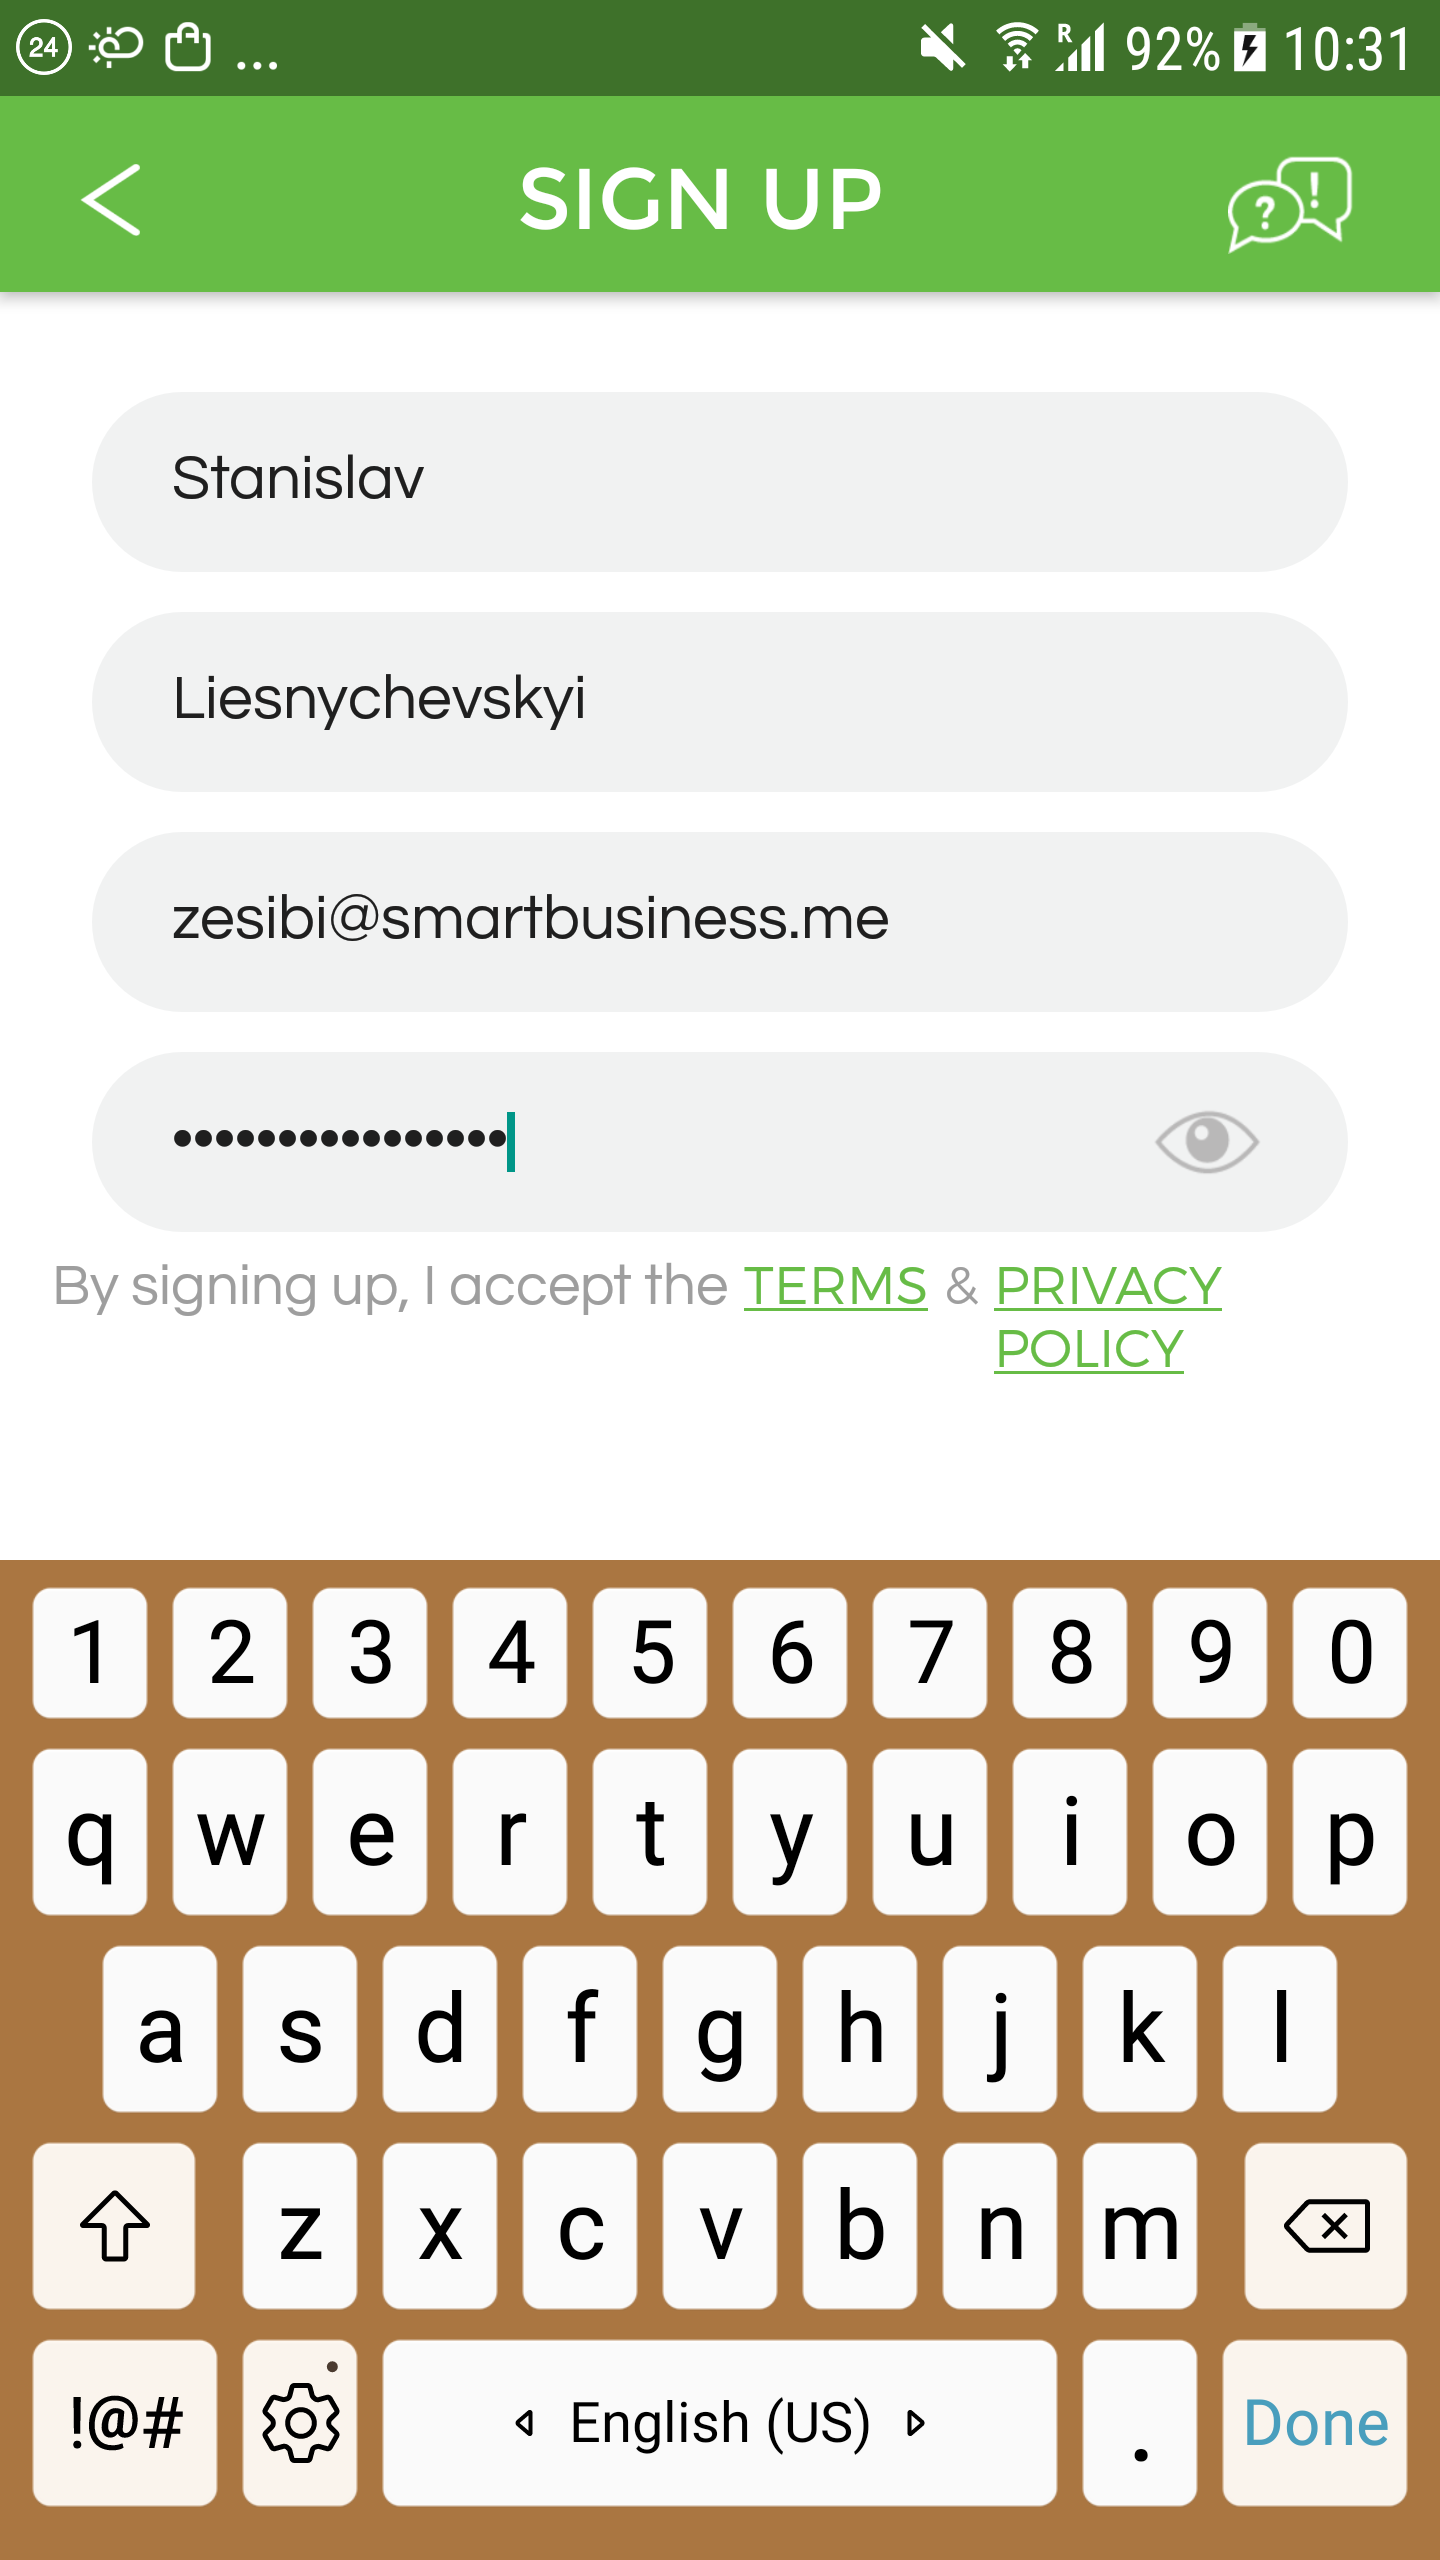 24 ... R 92% 10:31
SIGN UP
? !
Stanislav
Liesnychevskyi
zesibi@smartbusiness.me
••••••••••••••••
By signing up, I accept the TERMS & PRIVACY
POLICY
1 2 3 4 5 6 7 8 9 0
q w e r t y u i o p
a s d f g h j k l
z x c v b n m
!@# English (US) . Done